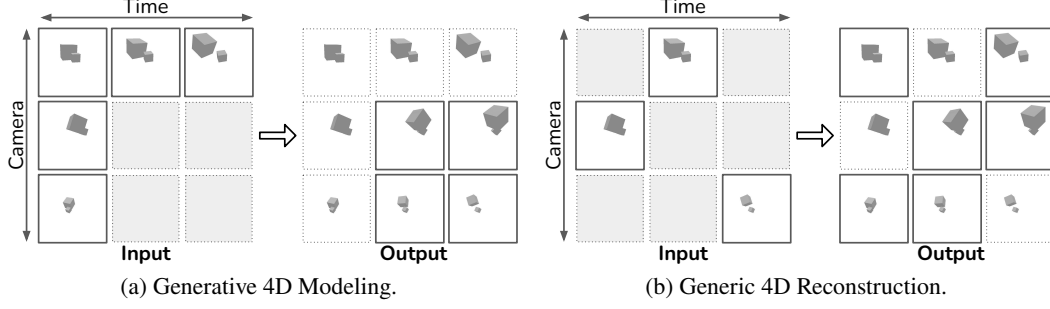 Time
Camera
Input
Output
(a) Generative 4D Modeling.
Time
Camera
Input
Output
(b) Generic 4D Reconstruction.